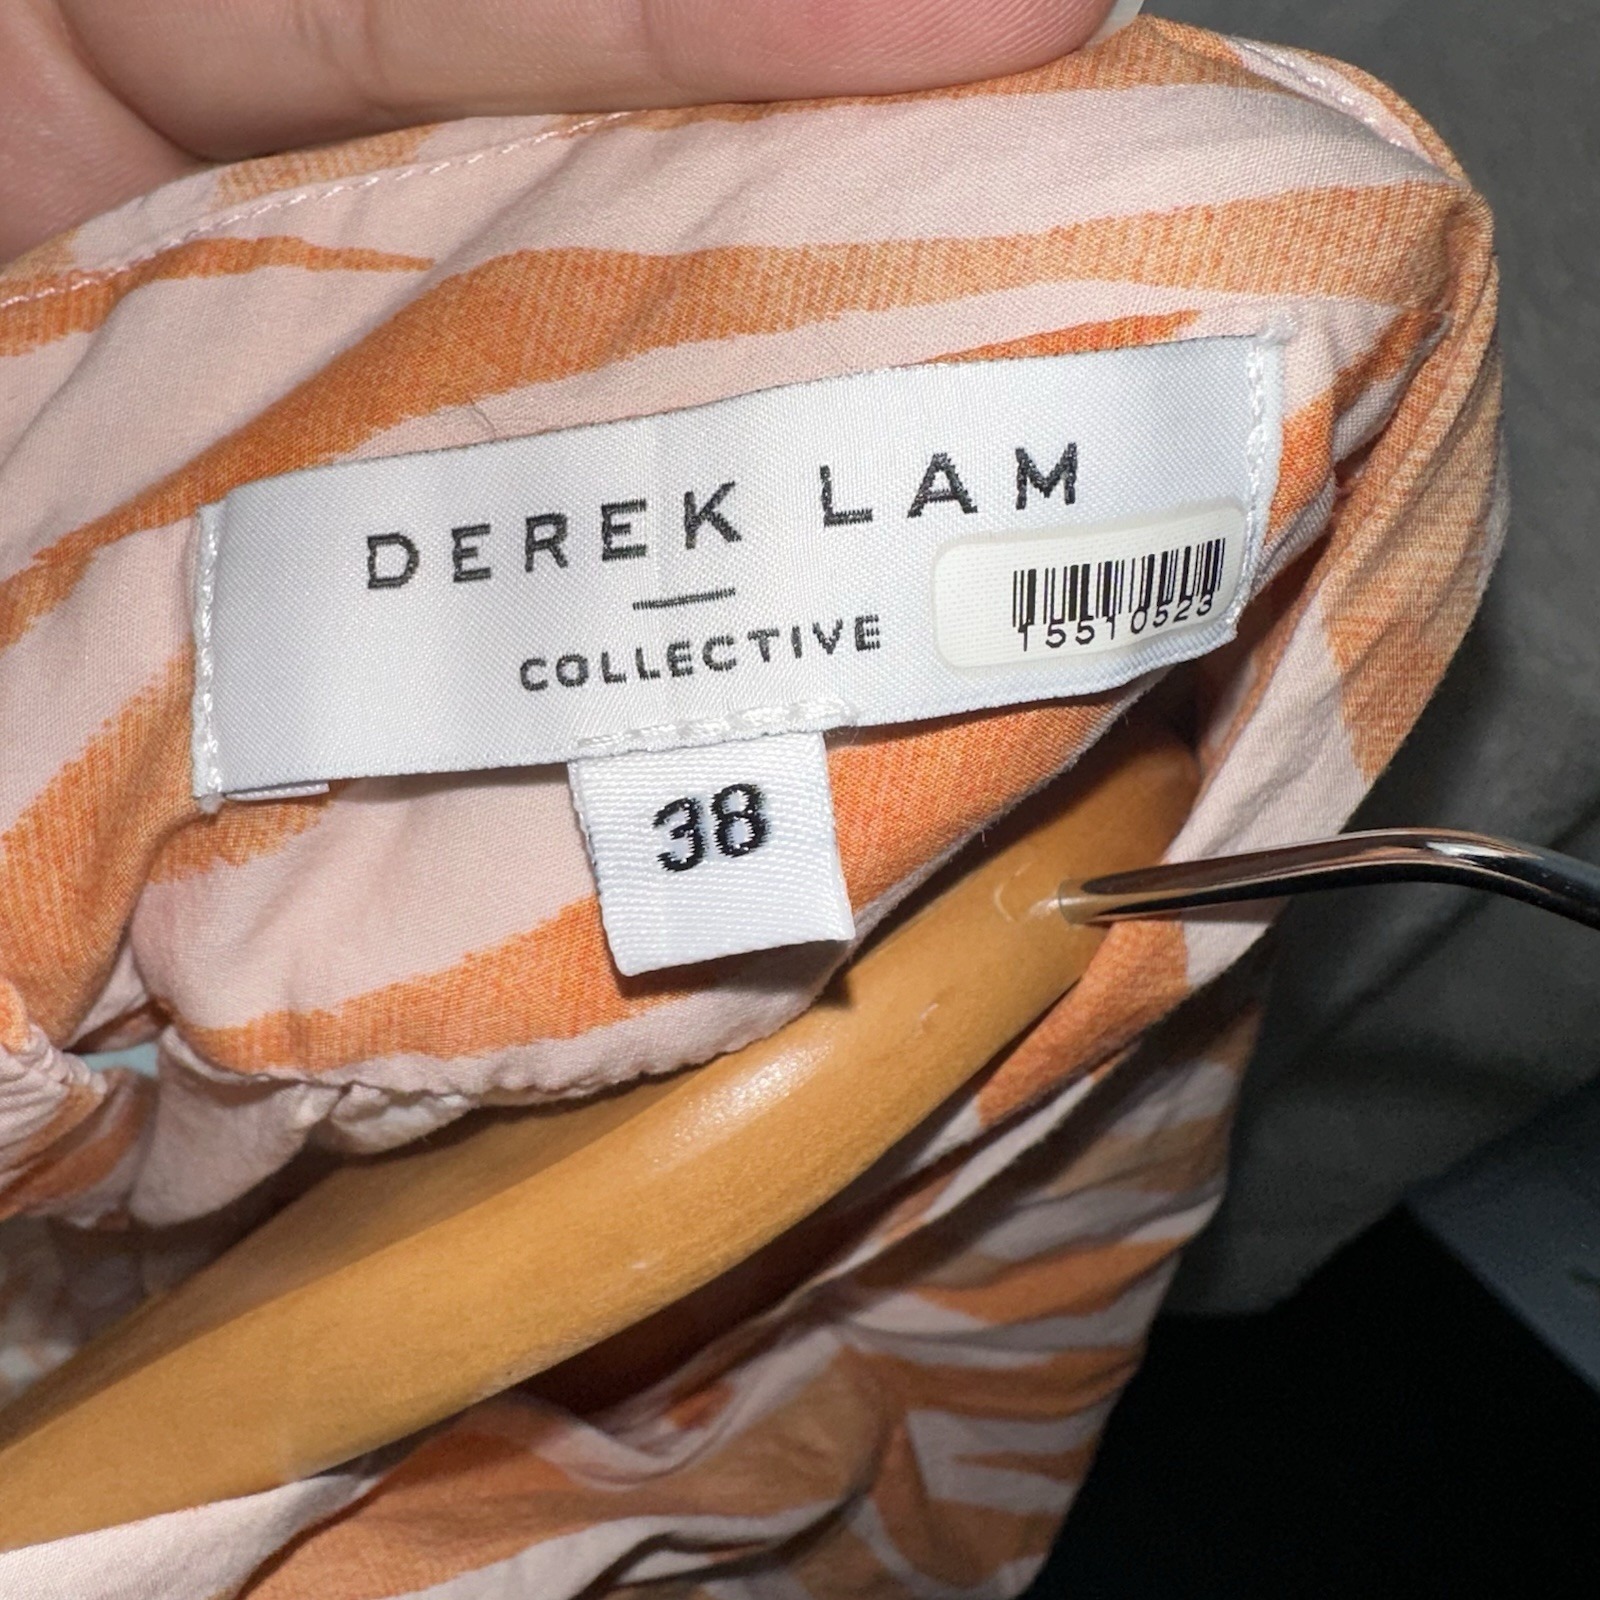 DEREK LAM
COLLECTIVE
15510523
38